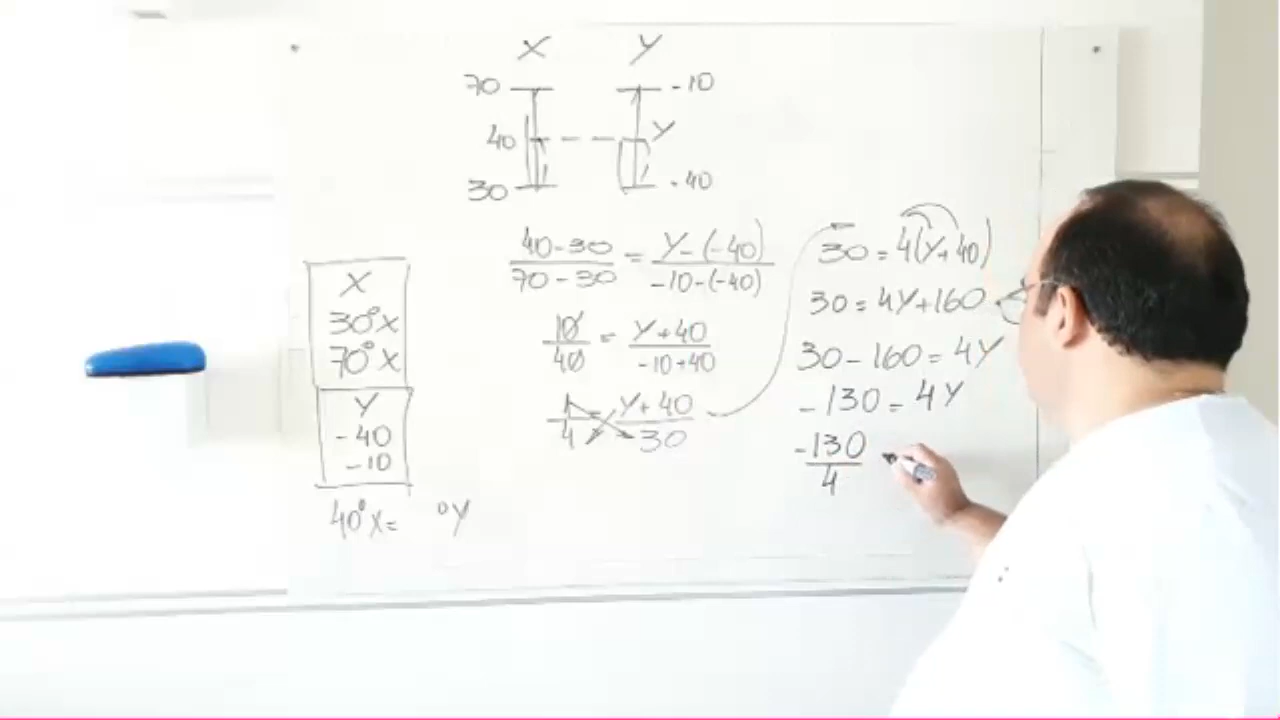 X Y
70 -10
40 Y
30 -40
X
30°X
70°X
Y
-40
-10
40°X= °Y
40-30/70-30 = Y-(-40)/-10-(-40)
10/40 = Y+40/-10+40
1/4 = Y+40/30
30=4(Y+40)
30=4Y+160
30-160=4Y
-130=4Y
-130/4